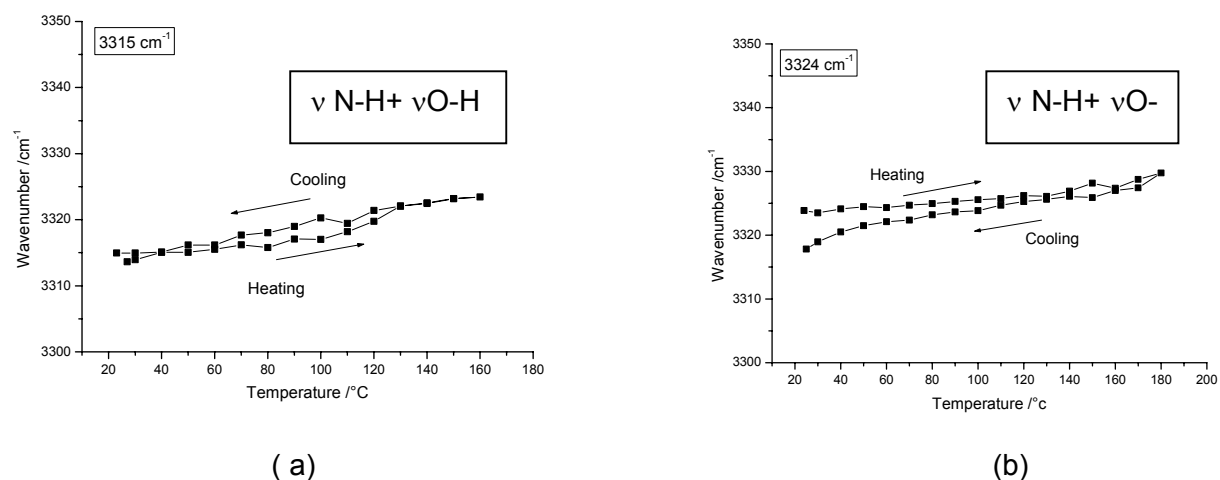 3350
3315 cm-1
3340
ν N-H+ νO-H
3330
Cooling
3320
Wavenumber /cm-1
3310
Heating
3300
20 40 60 80 100 120 140 160 180
Temperature /°C
( a)
3350
3324 cm-1
3340
ν N-H+ νO-
3330
Heating
3320
Wavenumber /cm-1
Cooling
3310
3300
20 40 60 80 100 120 140 160 180 200
Temperature /°c
(b)